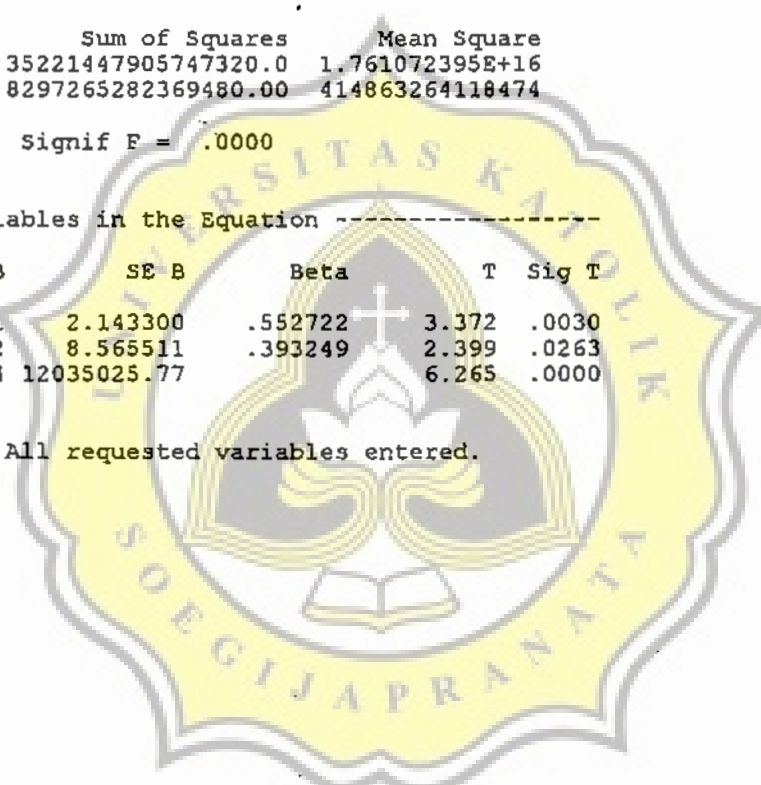 Sum of Squares Mean Square
35221447905747320.0 1.761072395E+16
8297265282369480.00 414863264118474
Signif F = .0000
ables in the Equation ------------------
SE B Beta T Sig T
2.143300 .552722 3.372 .0030
8.565511 .393249 2.399 .0263
12035025.77 6.265 .0000
All requested variables entered.
UNIVERSITAS KATOLIK
SOEGIJAPRANATA